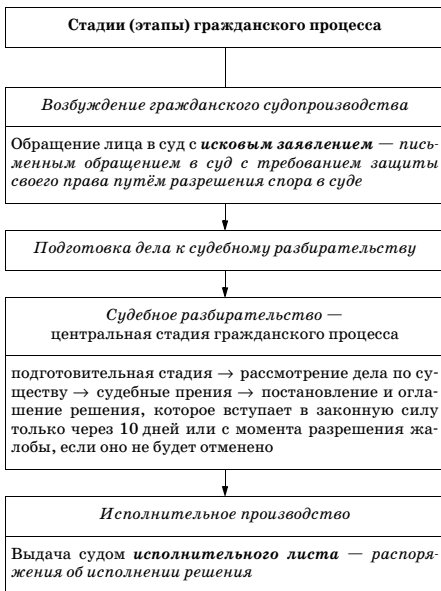 Стадии (этапы) гражданского процесса
Возбуждение гражданского судопроизводства
Обращение лица в суд с исковым заявлением — пись-
менным обращением в суд с требованием защиты
своего права путём разрешения спора в суде
Подготовка дела к судебному разбирательству
Судебное разбирательство —
центральная стадия гражданского процесса
подготовительная стадия → рассмотрение дела по су-
ществу → судебные прения → постановление и огла-
шение решения, которое вступает в законную силу
только через 10 дней или с момента разрешения жа-
лобы, если оно не будет отменено
Исполнительное производство
Выдача судом исполнительного листа — распоря-
жения об исполнении решения